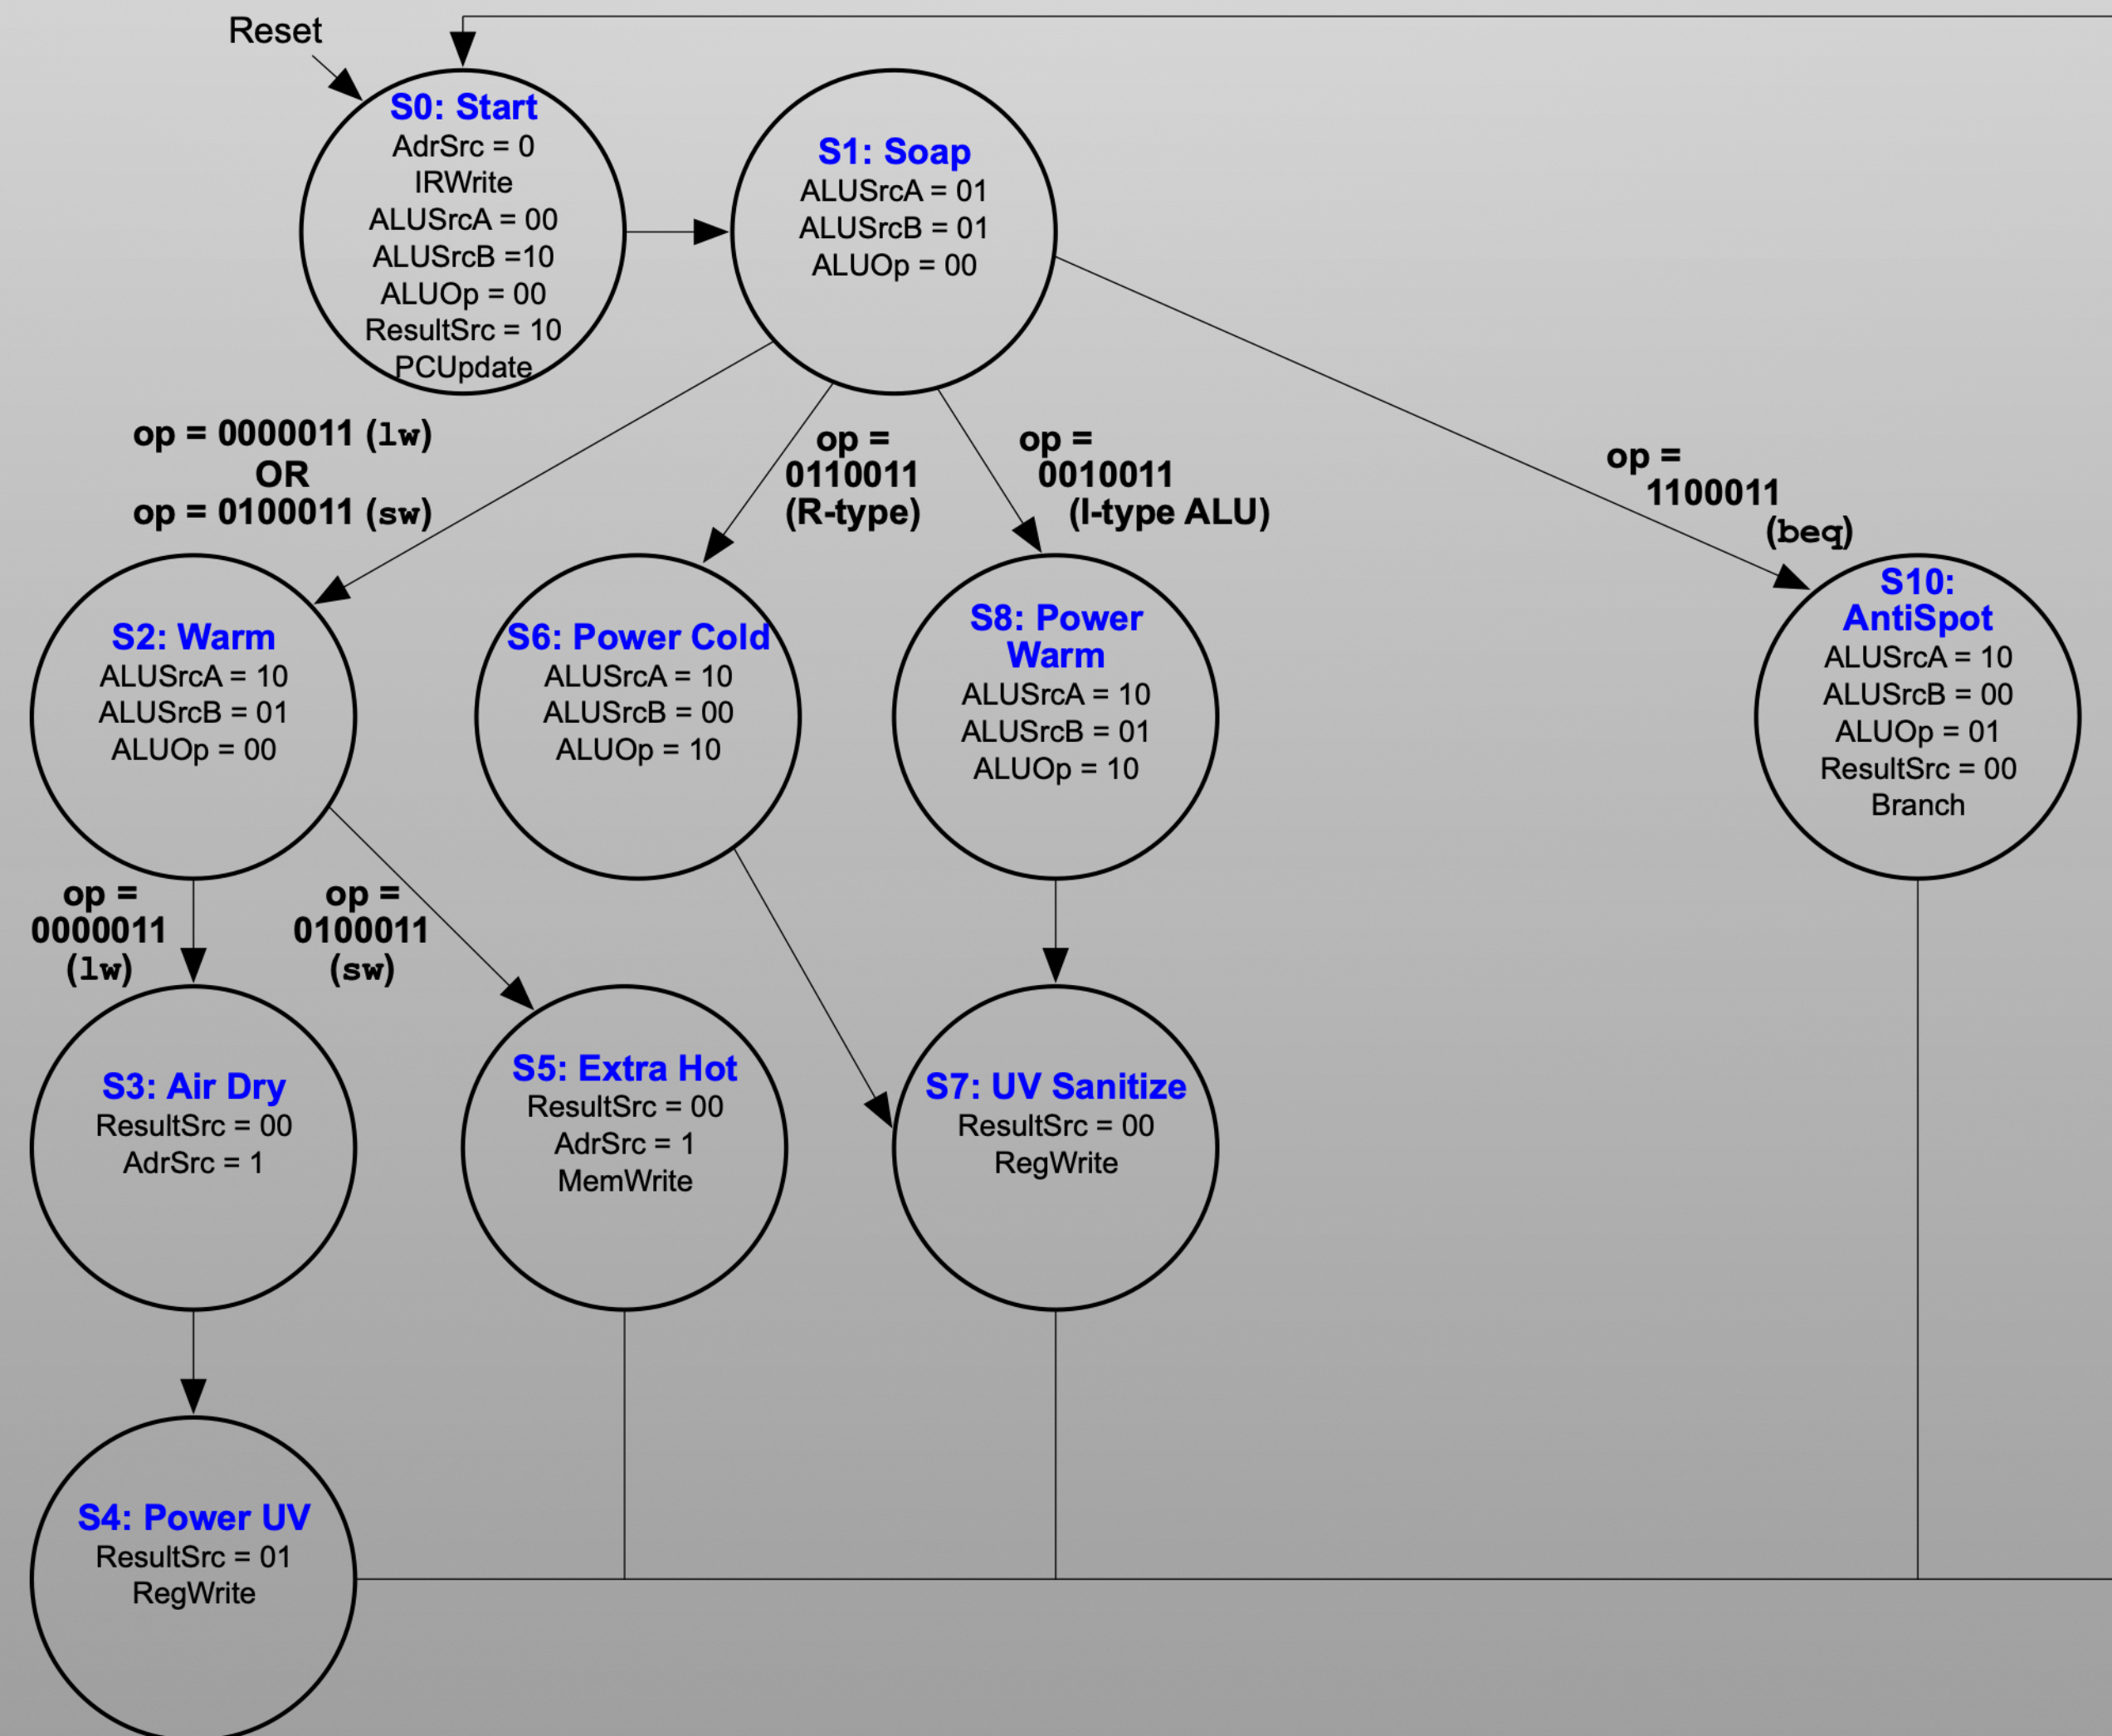 Reset
S0: Start
AdrSrc = 0
IRWrite
ALUSrcA = 00
ALUSrcB =10
ALUOp = 00
ResultSrc = 10
PCUpdate
S1: Soap
ALUSrcA = 01
ALUSrcB = 01
ALUOp = 00
op = 0000011 (lw)
OR
op = 0100011 (sw)
op =
0110011
(R-type)
op =
0010011
(I-type ALU)
op =
1100011
(beq)
S2: Warm
ALUSrcA = 10
ALUSrcB = 01
ALUOp = 00
S6: Power Cold
ALUSrcA = 10
ALUSrcB = 00
ALUOp = 10
S8: Power
Warm
ALUSrcA = 10
ALUSrcB = 01
ALUOp = 10
S10:
AntiSpot
ALUSrcA = 10
ALUSrcB = 00
ALUOp = 01
ResultSrc = 00
Branch
op =
0000011
(lw)
op =
0100011
(sw)
S3: Air Dry
ResultSrc = 00
AdrSrc = 1
S5: Extra Hot
ResultSrc = 00
AdrSrc = 1
MemWrite
S7: UV Sanitize
ResultSrc = 00
RegWrite
S4: Power UV
ResultSrc = 01
RegWrite